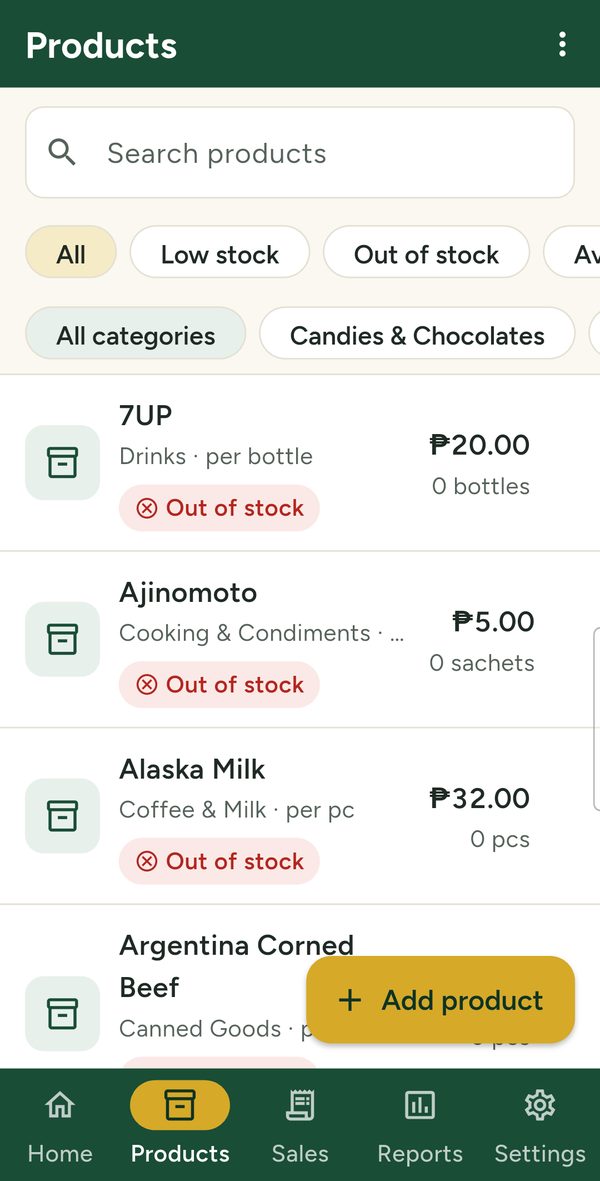 Products
Search products
All
Low stock
Out of stock
Av
All categories
Candies & Chocolates
7UP
Drinks · per bottle
Out of stock
₱20.00
0 bottles
Ajinomoto
Cooking & Condiments · ...
Out of stock
₱5.00
0 sachets
Alaska Milk
Coffee & Milk · per pc
Out of stock
₱32.00
0 pcs
Argentina Corned
Beef
Canned Goods ·
Add product
Home
Products
Sales
Reports
Settings